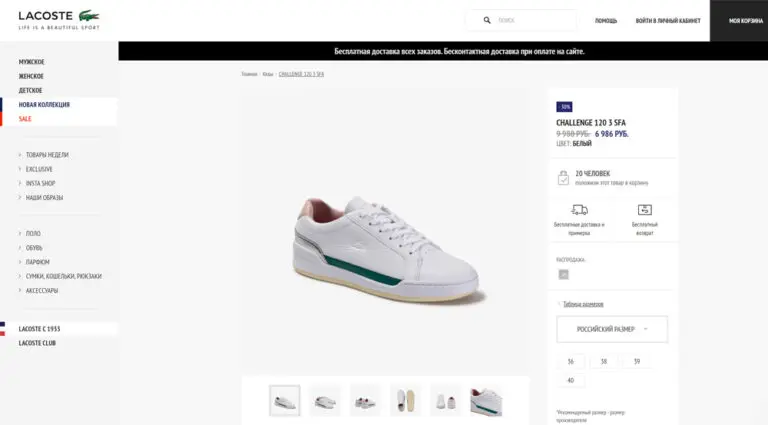 LACOSTE
LIFE IS A BEAUTIFUL SPORT
ПОИСК
ПОМОЩЬ
ВОЙТИ В ЛИЧНЫЙ КАБИНЕТ
МОЯ КОРЗИНА
Бесплатная доставка всех заказов. Бесконтактная доставка при оплате на сайте.
МУЖСКОЕ
ЖЕНСКОЕ
ДЕТСКОЕ
НОВАЯ КОЛЛЕКЦИЯ
SALE
ТОВАРЫ НЕДЕЛИ
EXCLUSIVE
INSTA SHOP
НАШИ ОБРАЗЫ
ПОЛО
ОБУВЬ
ПАРФЮМ
СУМКИ, КОШЕЛЬКИ, РЮКЗАКИ
АКСЕССУАРЫ
LACOSTE С 1933
LACOSTE CLUB
Главная › Кеды › CHALLENGE 120 3 SFA
CHALLENGE 120 3 SFA
9 980 РУБ. 6 986 РУБ.
ЦВЕТ: БЕЛЫЙ
20 ЧЕЛОВЕК
положили этот товар в корзину
Бесплатная доставка и
примерка
Бесплатный
возврат
РАСПРОДАЖА:
Таблица размеров
РОССИЙСКИЙ РАЗМЕР
36 38 39
40
*Рекомендуемый размер - размер
производителя